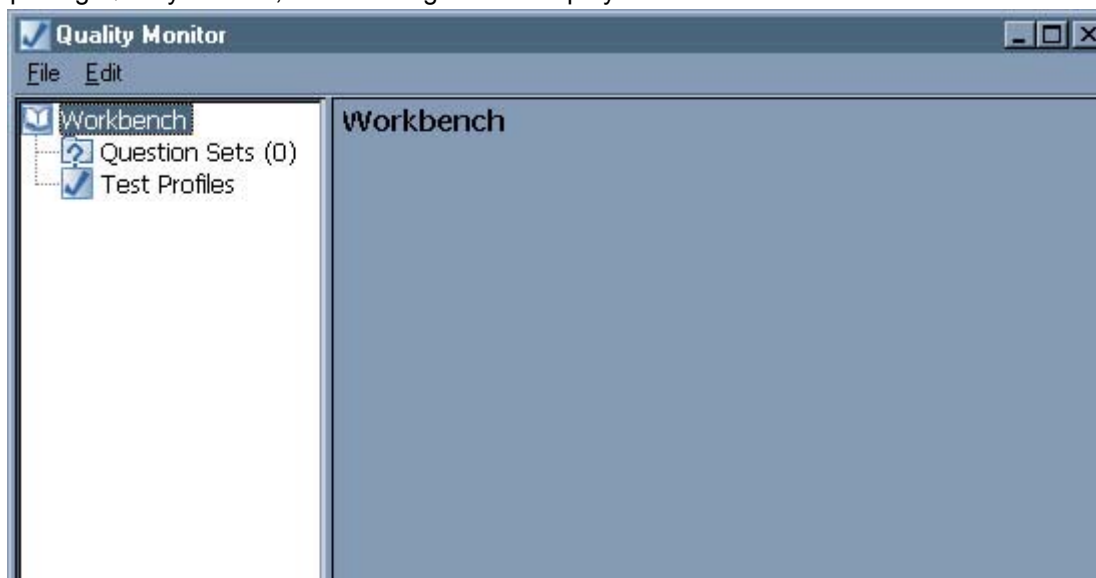 Quality Monitor
File Edit
Workbench
Question Sets (0)
Test Profiles
Workbench